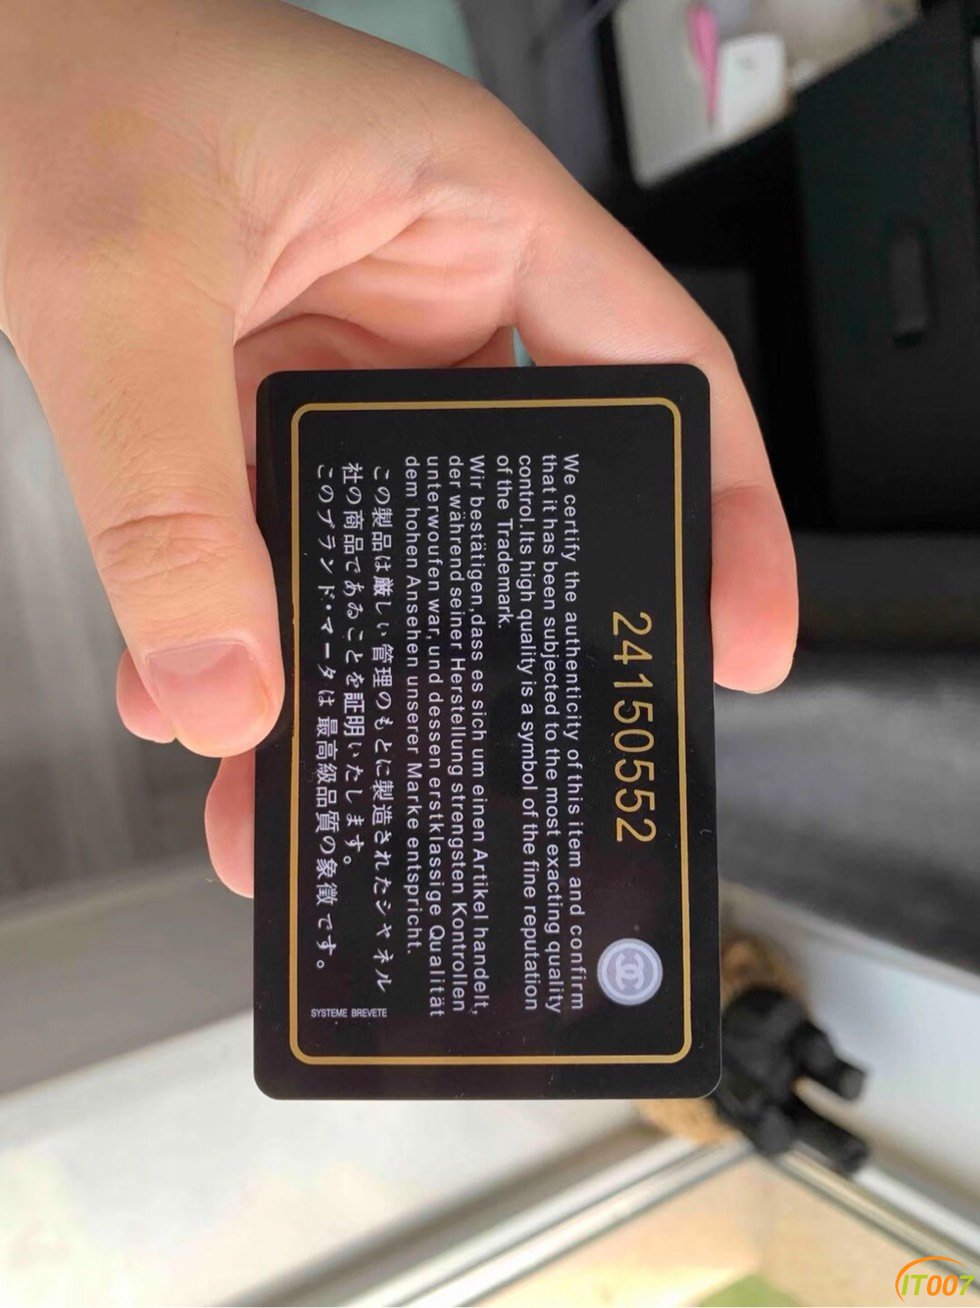 24150552
We certify the authenticity of this item and confirm
that it has been subjected to the most exacting quality
control.Its high quality is a symbol of the fine reputation
of the Trademark.
Wir bestätigen,dass es sich um einen Artikel handelt,
der während seiner Herstellung strengsten Kontrollen
unterwoufen war,und dessen erstklassige Qualität
dem hohen Ansehen unserer Marke entspricht.
この製品は厳しい管理のもとに製造されたシャネル
社の商品であゐことを証明いたします。
このブランド・マータは最高級品質の象徴です。
SYSTEME BREVETE
IT007